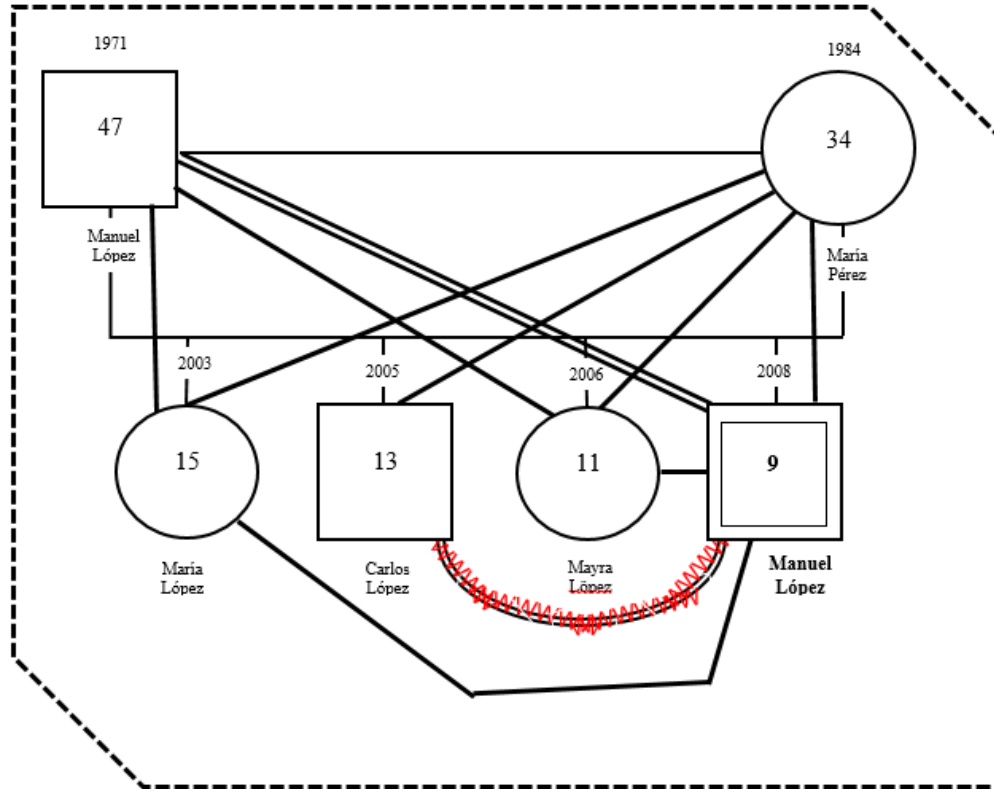 1971
1984
47
34
Manuel
López
María
Pérez
2003
2005
2006
2008
15
13
11
9
María
López
Carlos
López
Mayra
López
Manuel
López